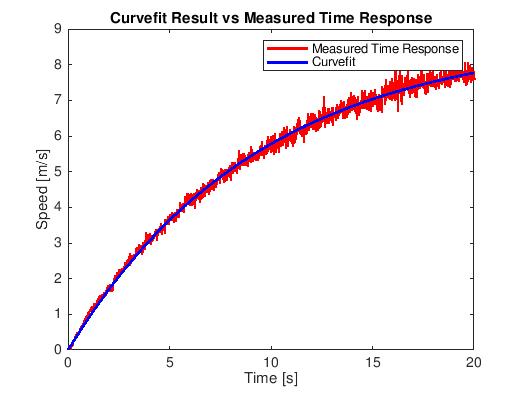 Curvefit Result vs Measured Time Response
9
8
7
6
5
4
3
2
1
0
Speed [m/s]
Measured Time Response
Curvefit
0 5 10 15 20
Time [s]